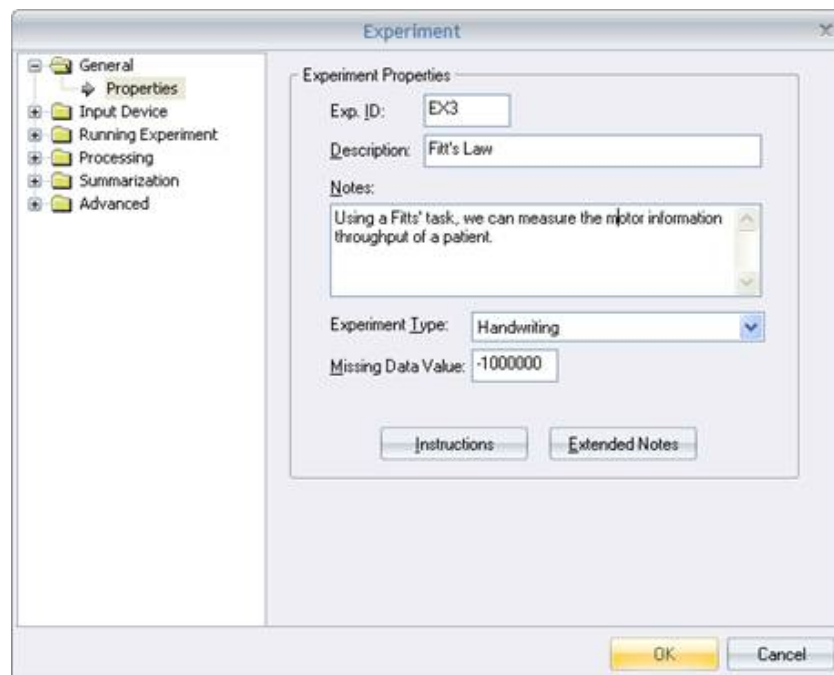 Experiment
General
Properties
Input Device
Running Experiment
Processing
Summarization
Advanced
Experiment Properties
Exp. ID: EX3
Description: Fitt's Law
Notes:
Using a Fitts' task, we can measure the motor information
throughput of a patient.
Experiment Type: Handwriting
Missing Data Value: -1000000
Instructions Extended Notes
OK Cancel